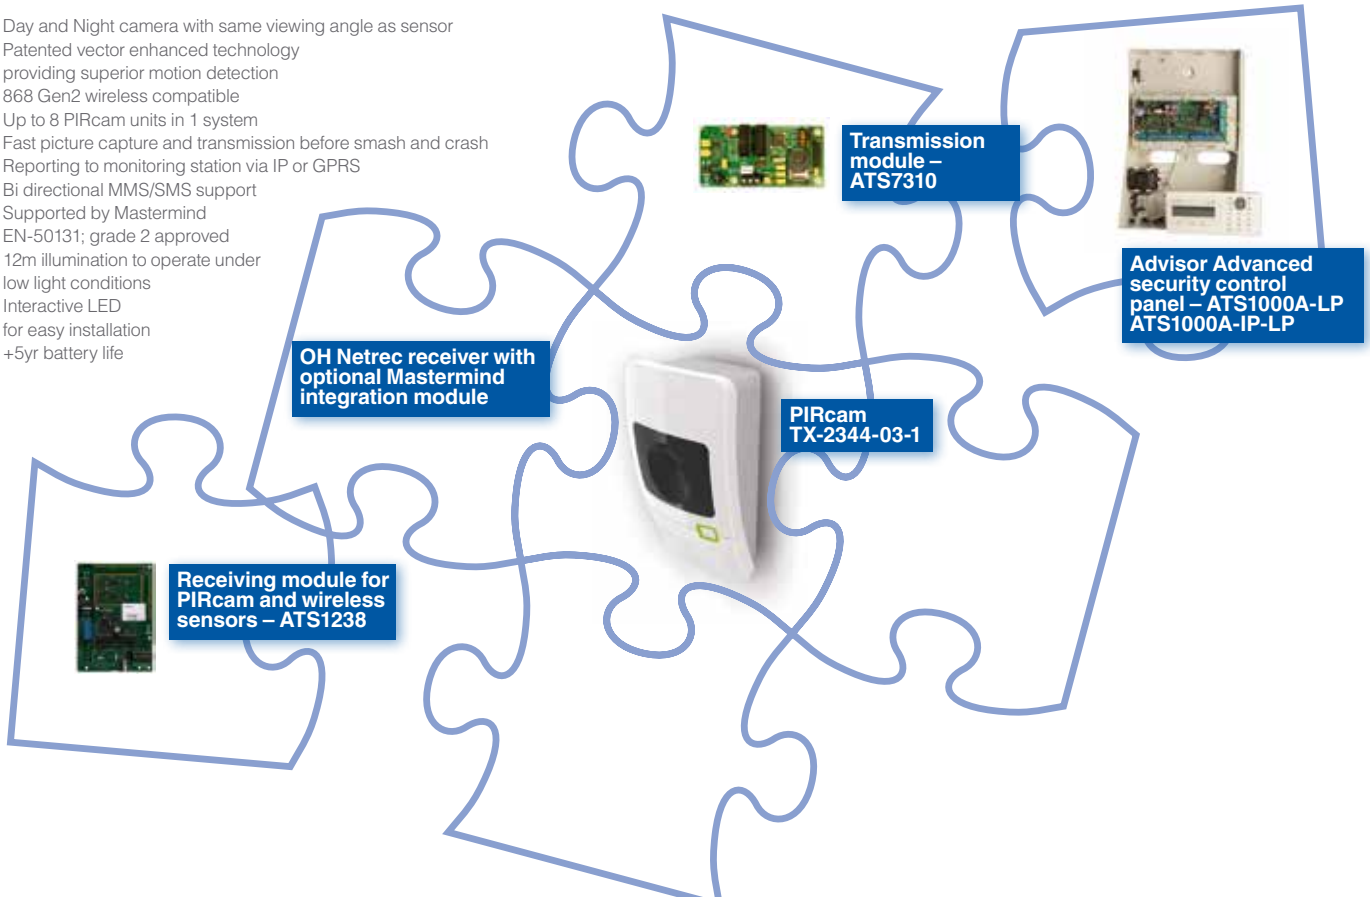 Day and Night camera with same viewing angle as sensor
Patented vector enhanced technology
providing superior motion detection
868 Gen2 wireless compatible
Up to 8 PIRcam units in 1 system
Fast picture capture and transmission before smash and crash
Reporting to monitoring station via IP or GPRS
Bi directional MMS/SMS support
Supported by Mastermind
EN-50131; grade 2 approved
12m illumination to operate under
low light conditions
Interactive LED
for easy installation
+5yr battery life
Transmission
module –
ATS7310
Advisor Advanced
security control
panel – ATS1000A-LP
ATS1000A-IP-LP
OH Netrec receiver with
optional Mastermind
integration module
PIRcam
TX-2344-03-1
Receiving module for
PIRcam and wireless
sensors – ATS1238